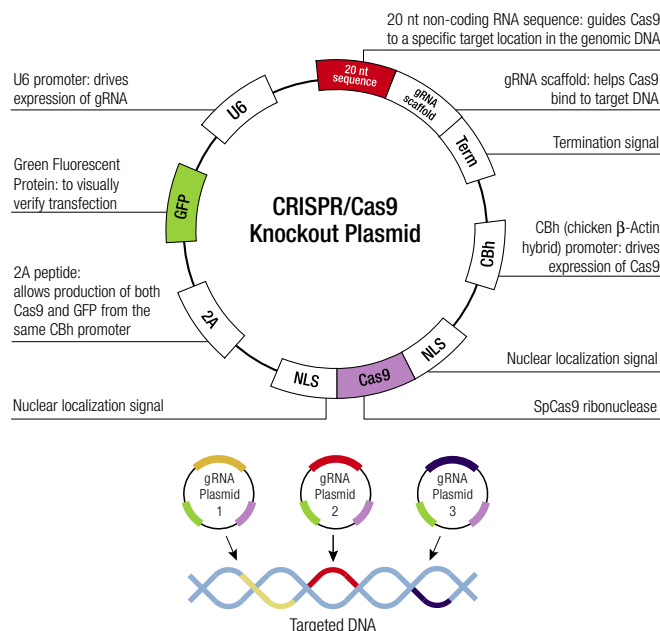 20 nt non-coding RNA sequence: guides Cas9
to a specific target location in the genomic DNA
U6 promoter: drives
expression of gRNA
gRNA scaffold: helps Cas9
bind to target DNA
Termination signal
Green Fluorescent
Protein: to visually
verify transfection
CBh (chicken β-Actin
hybrid) promoter: drives
expression of Cas9
2A peptide:
allows production of both
Cas9 and GFP from the
same CBh promoter
Nuclear localization signal
Nuclear localization signal
SpCas9 ribonuclease
20 nt
sequence
gRNA
scaffold
Term
CBh
NLS
Cas9
NLS
2A
GFP
U6
CRISPR/Cas9
Knockout Plasmid
gRNA
Plasmid
1
gRNA
Plasmid
2
gRNA
Plasmid
3
Targeted DNA